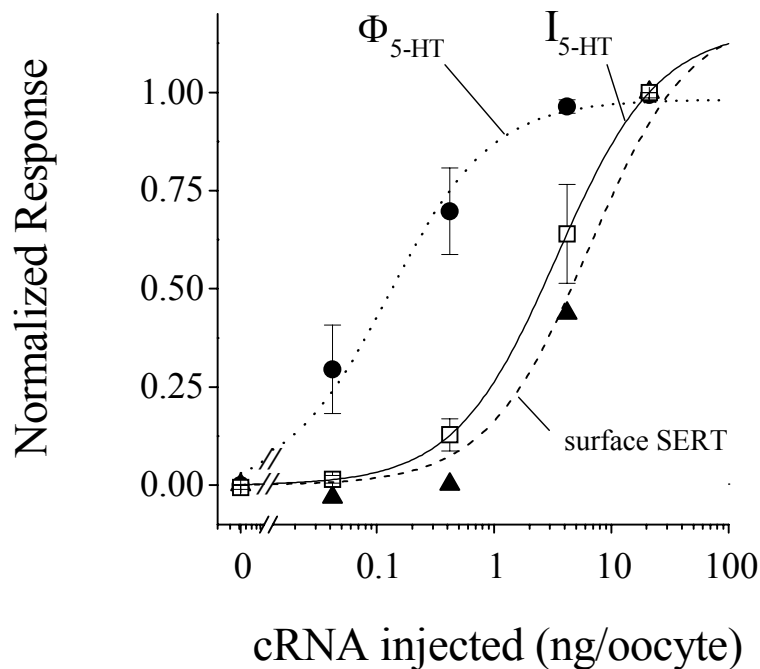 Φ5-HT
I5-HT
Normalized Response
1.00
0.75
0.50
0.25
0.00
surface SERT
0
0.1
1
10
100
cRNA injected (ng/oocyte)